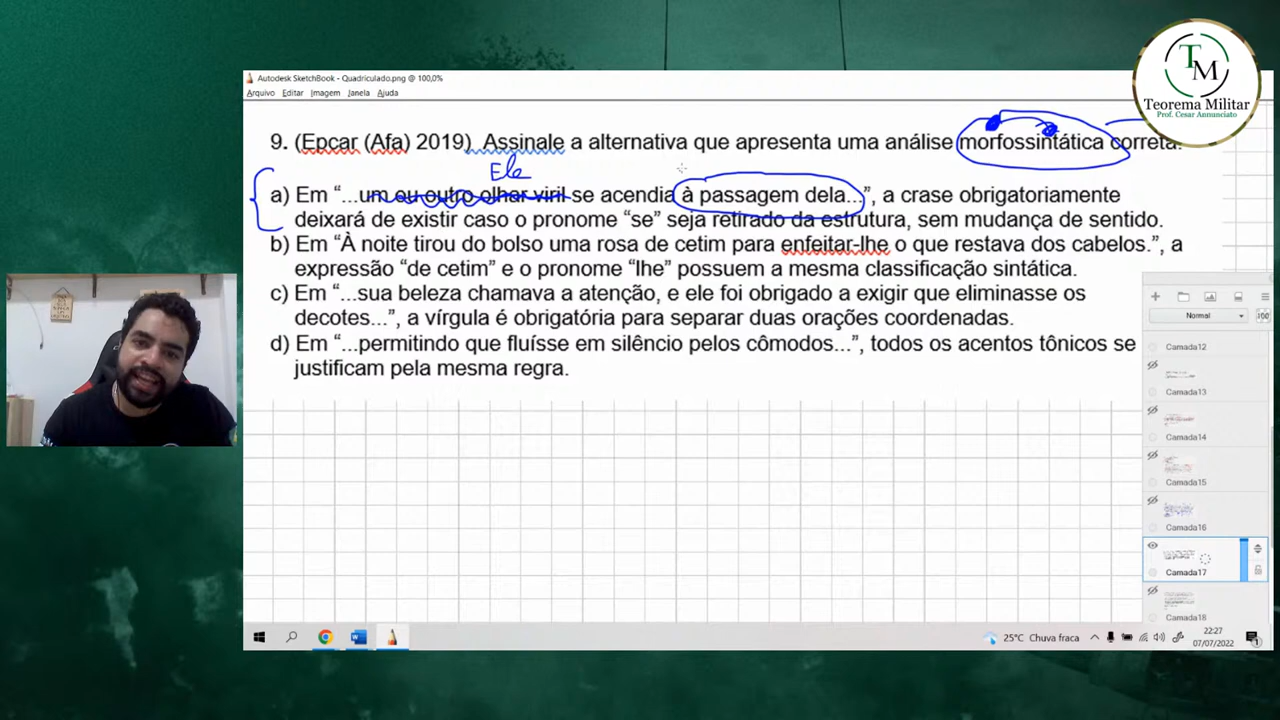 Autodesk SketchBook - Quadriculado.png @ 100,0%
Arquivo Editar Imagem Janela Ajuda
TM
Teorema Militar
Prof. Cesar Annunciato
9. (Epcar (Afa) 2019) Assinale a alternativa que apresenta uma análise morfossintática correta.
Ele
a) Em “...um ou outro olhar viril se acendia à passagem dela...”, a crase obrigatoriamente
deixará de existir caso o pronome “se” seja retirado da estrutura, sem mudança de sentido.
b) Em “À noite tirou do bolso uma rosa de cetim para enfeitar-lhe o que restava dos cabelos.”, a
expressão “de cetim” e o pronome “lhe” possuem a mesma classificação sintática.
c) Em “...sua beleza chamava a atenção, e ele foi obrigado a exigir que eliminasse os
decotes...”, a vírgula é obrigatória para separar duas orações coordenadas.
d) Em “...permitindo que fluísse em silêncio pelos cômodos...”, todos os acentos tônicos se
justificam pela mesma regra.
Normal
100
Camada12
Camada13
Camada14
Camada15
Camada16
Camada17
Camada18
25°C Chuva fraca
22:27
07/07/2022